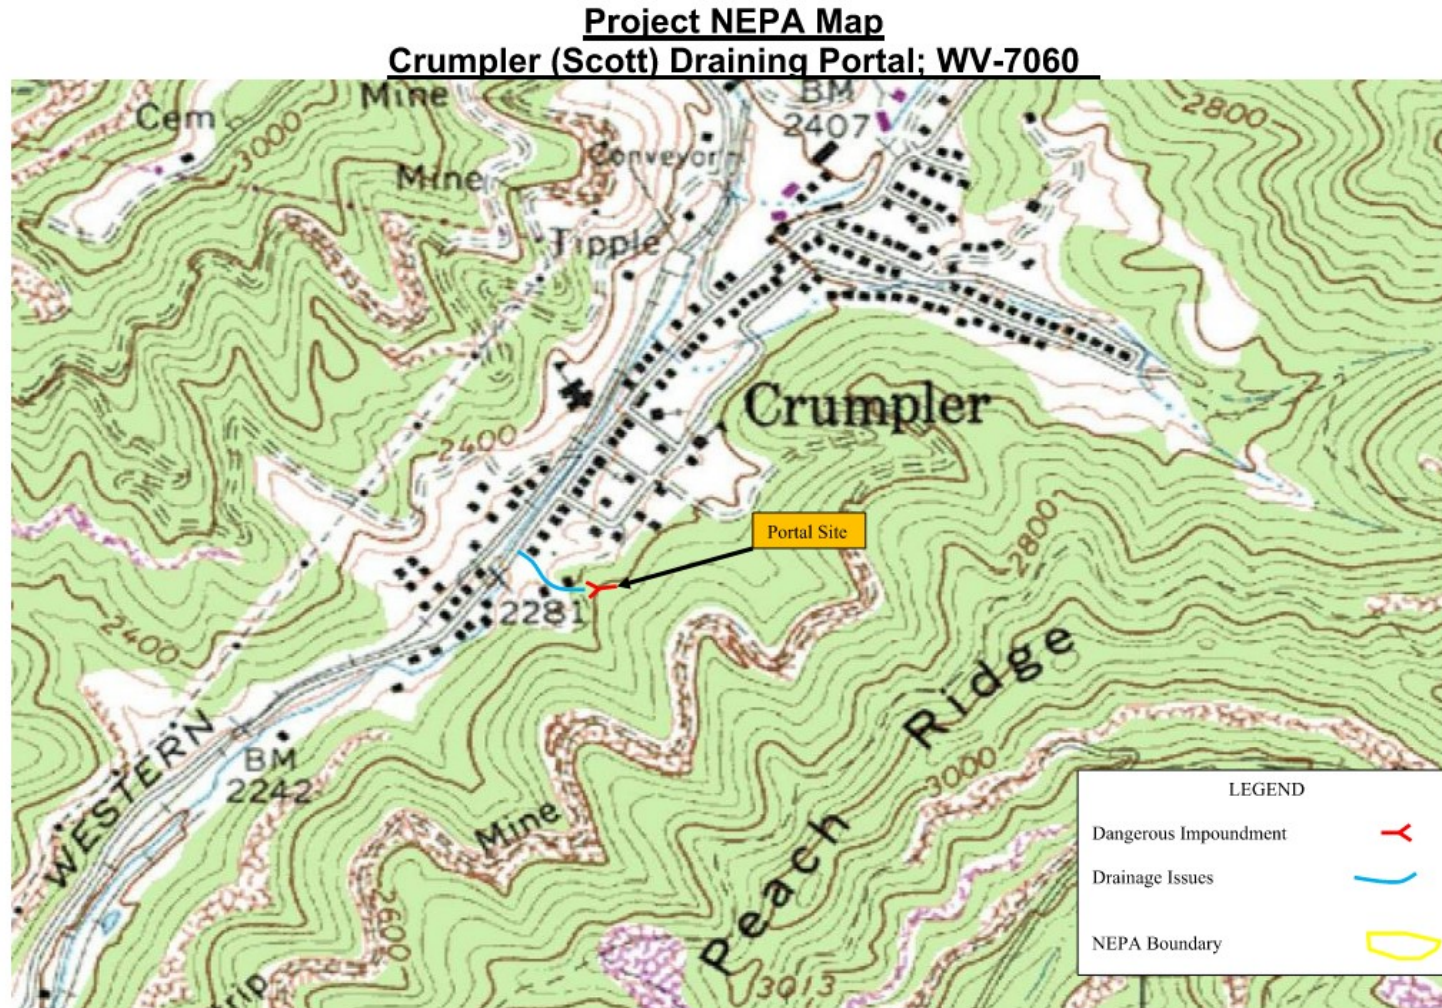 Project NEPA Map
Crumpler (Scott) Draining Portal; WV-7060
Mine
BM
2407
2800
Cem
3000
Conveyor
Mine
Tipple
Crumpler
2400
Portal Site
2800
2281
2400
Ridge
WESTERN
BM
2242
3000
Mine
Peach
2600
3013
LEGEND
Dangerous Impoundment
Drainage Issues
NEPA Boundary